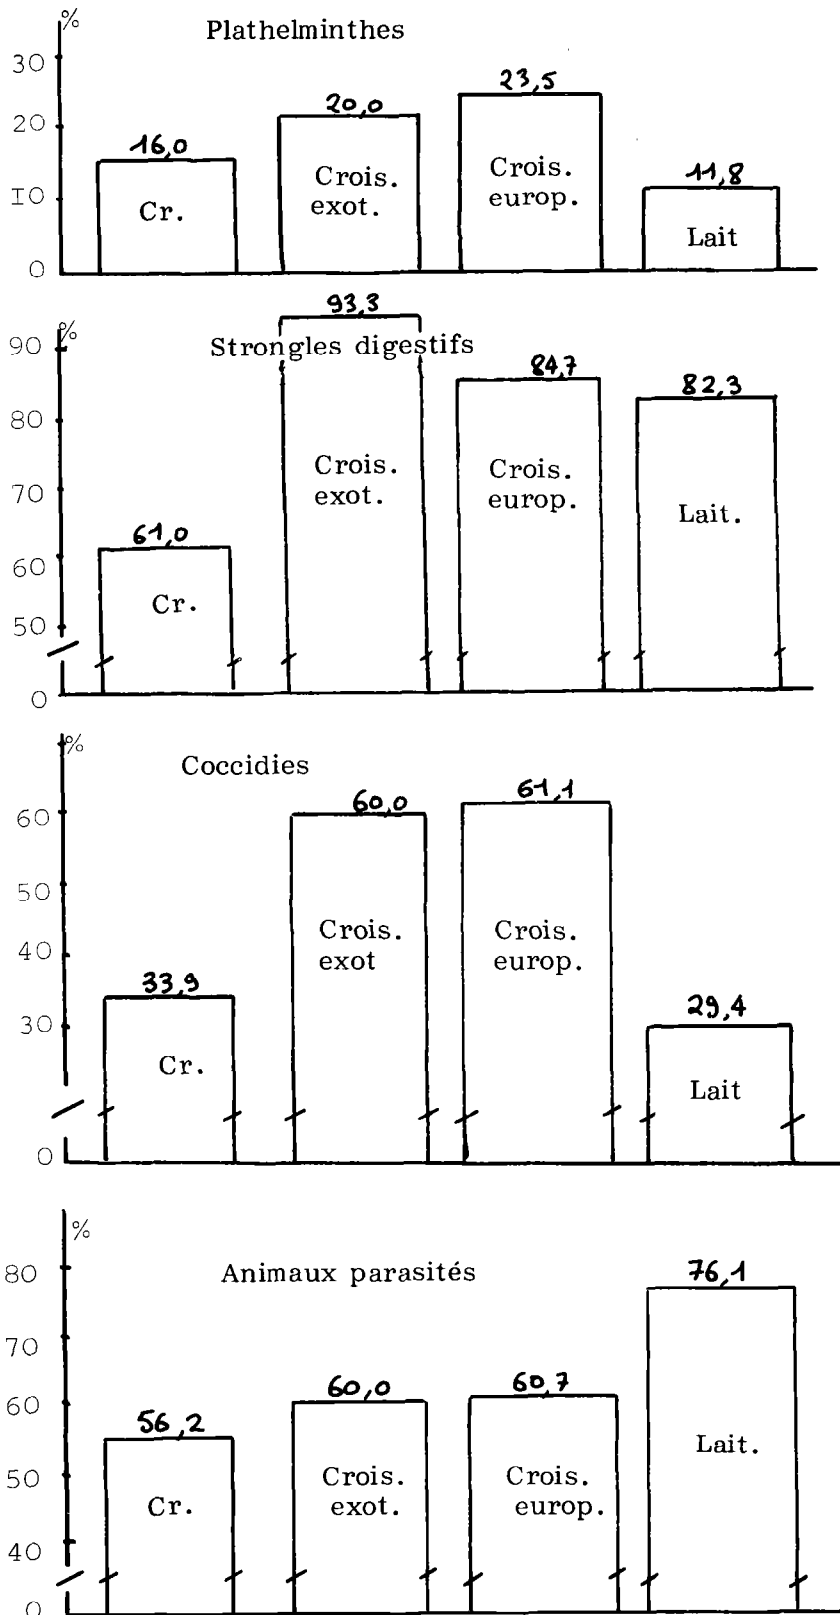 %
Plathelminthes
30
20
I0
0
16,0
20,0
23,5
11,8
Cr.
Crois.
exot.
Crois.
europ.
Lait
%
Strongles digestifs
90
80
70
60
50
0
61,0
93,3
84,7
82,3
Cr.
Crois.
exot.
Crois.
europ.
Lait.
%
Coccidies
60
50
40
30
0
33,9
60,0
61,1
29,4
Cr.
Crois.
exot
Crois.
europ.
Lait
%
Animaux parasités
80
70
60
50
40
0
56,2
60,0
60,7
76,1
Cr.
Crois.
exot.
Crois.
europ.
Lait.